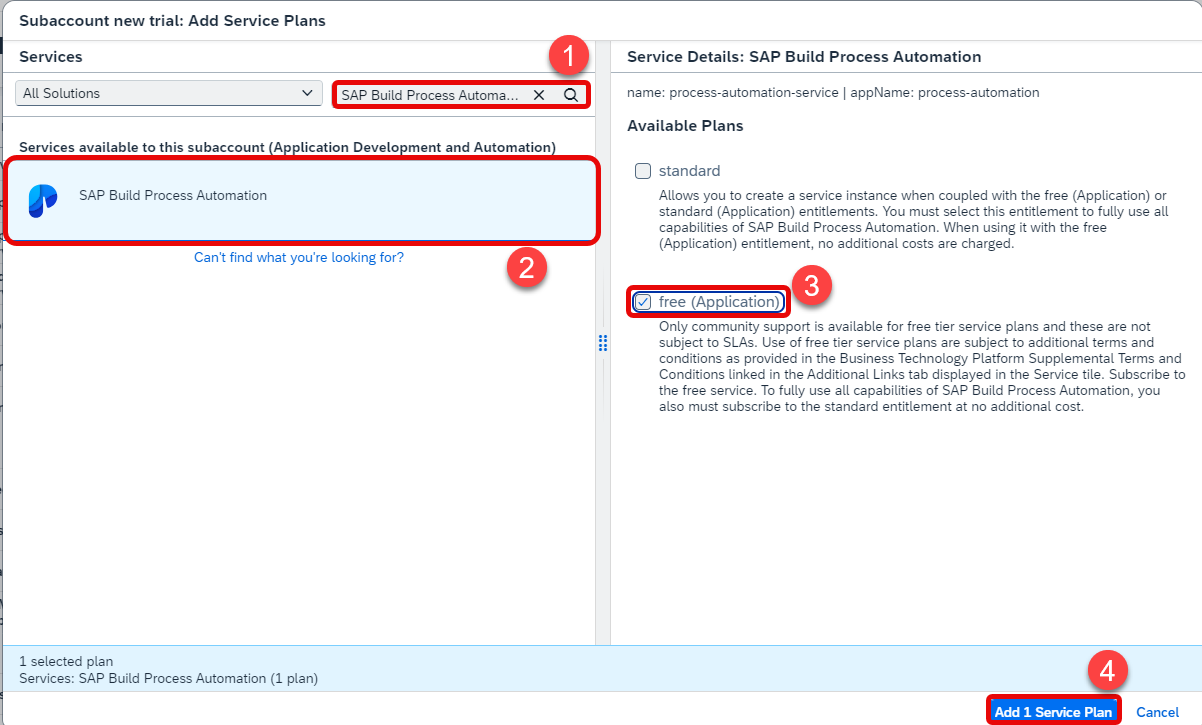 Subaccount new trial: Add Service Plans
Services
1
All Solutions
SAP Build Process Automa...
Services available to this subaccount (Application Development and Automation)
SAP Build Process Automation
Can't find what you're looking for?
2
Service Details: SAP Build Process Automation
name: process-automation-service | appName: process-automation
Available Plans
standard
Allows you to create a service instance when coupled with the free (Application) or
standard (Application) entitlements. You must select this entitlement to fully use all
capabilities of SAP Build Process Automation. When using it with the free
(Application) entitlement, no additional costs are charged.
3
free (Application)
Only community support is available for free tier service plans and these are not
subject to SLAs. Use of free tier service plans are subject to additional terms and
conditions as provided in the Business Technology Platform Supplemental Terms and
Conditions linked in the Additional Links tab displayed in the Service tile. Subscribe to
the free service. To fully use all capabilities of SAP Build Process Automation, you
also must subscribe to the standard entitlement at no additional cost.
1 selected plan
Services: SAP Build Process Automation (1 plan)
4
Add 1 Service Plan
Cancel